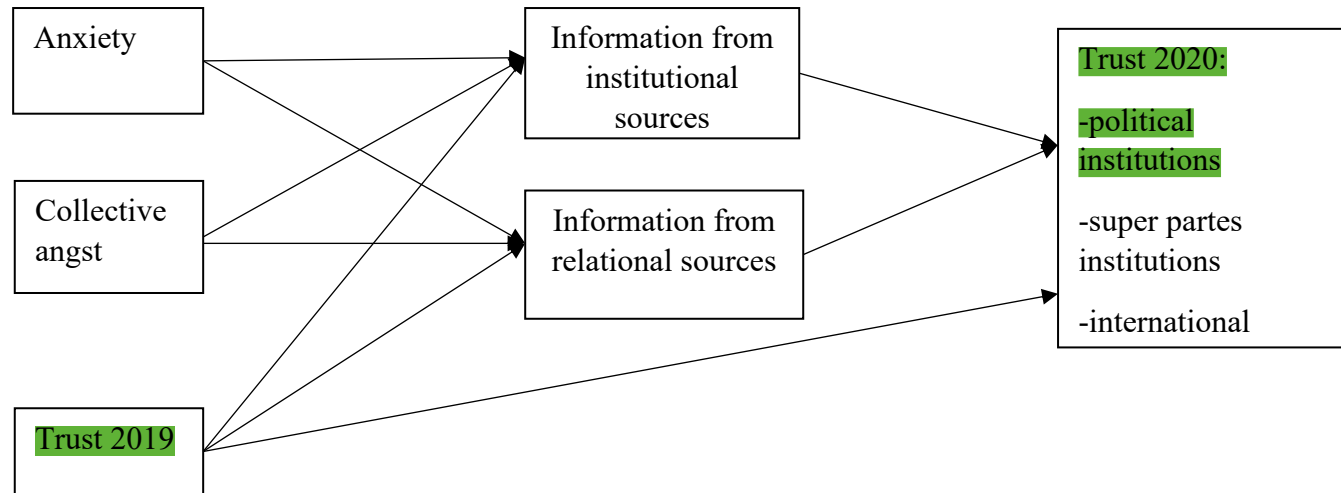 Anxiety
Information from
institutional
sources
Trust 2020:
-political
institutions
-super partes
institutions
-international
Collective
angst
Information from
relational sources
Trust 2019